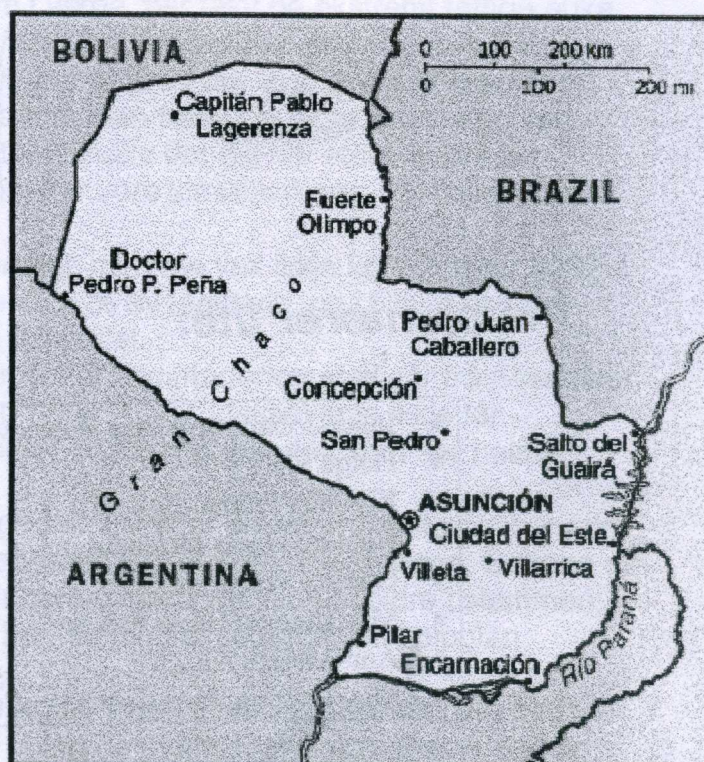 BOLIVIA
0 100 200 km
0 100 200 mi
Capitán Pablo
Lagerenza
BRAZIL
Fuerte
Olimpo
Doctor
Pedro P. Peña
Gran Chaco
Pedro Juan
Caballero
Concepción
San Pedro
Salto del
Guairá
ASUNCIÓN
Ciudad del Este
ARGENTINA
Villeta
Villarrica
Pilar
Encarnación
Río Paraná